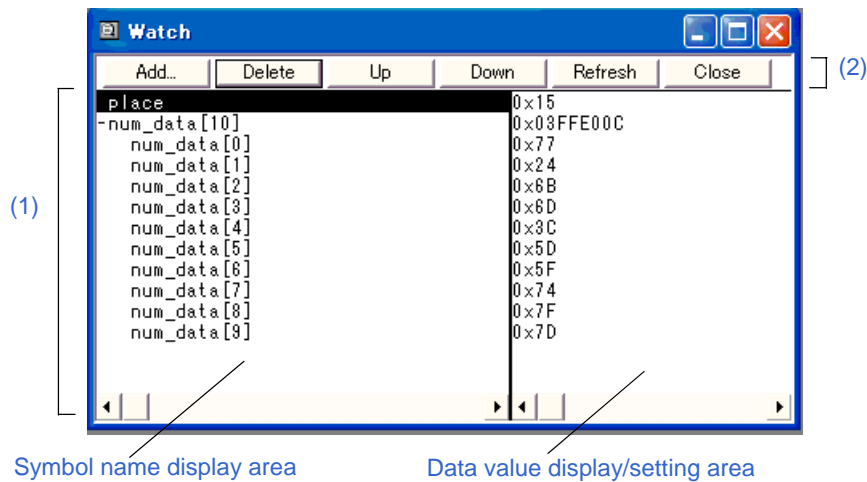 Watch
Add... Delete Up Down Refresh Close
(2)
place 0x15
-num_data[10] 0x03FFE00C
num_data[0] 0x77
num_data[1] 0x24
num_data[2] 0x6B
num_data[3] 0x6D
num_data[4] 0x3C
num_data[5] 0x5D
num_data[6] 0x5F
num_data[7] 0x74
num_data[8] 0x7F
num_data[9] 0x7D
(1)
Symbol name display area
Data value display/setting area